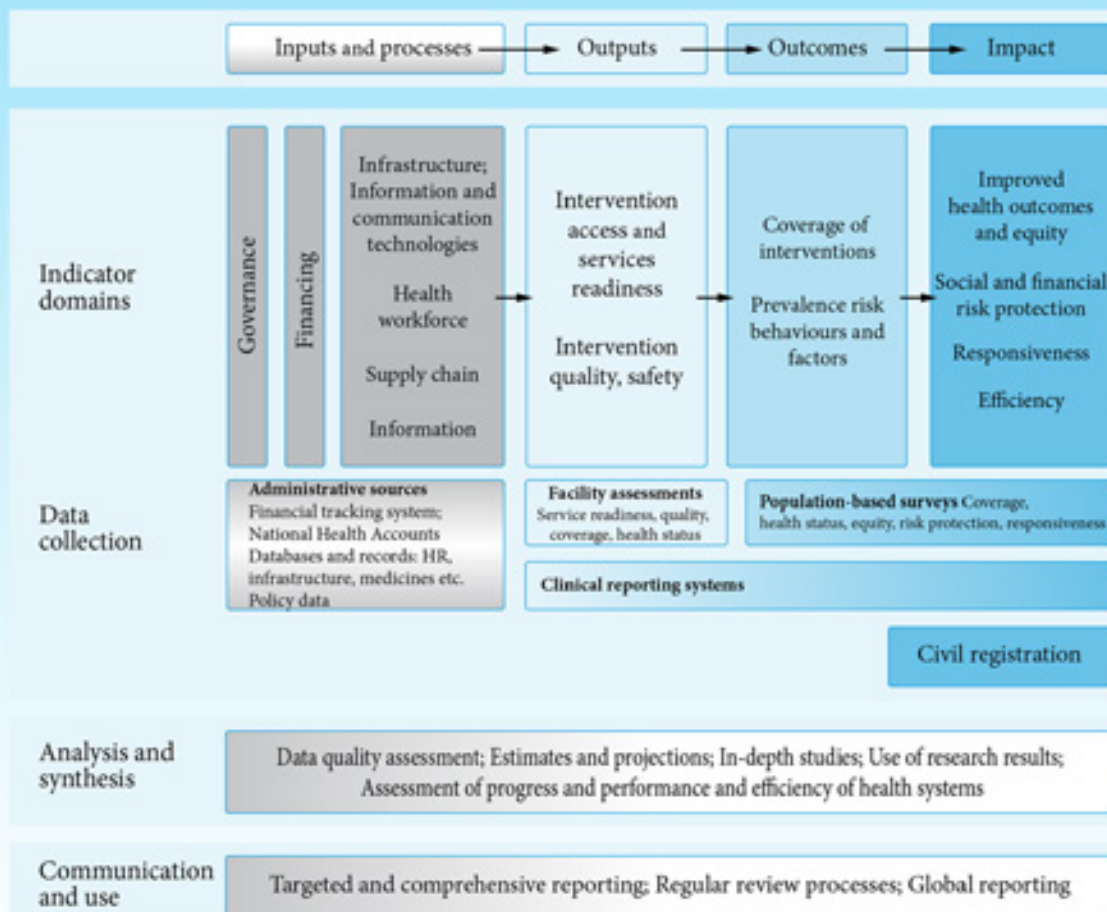 Inputs and processes
Outputs
Outcomes
Impact
Indicator
domains
Governance
Financing
Infrastructure;
Information and
communication
technologies
Health
workforce
Supply chain
Information
Intervention
access and
services
readiness
Intervention
quality, safety
Coverage of
interventions
Prevalence risk
behaviours and
factors
Improved
health outcomes
and equity
Social and financial
risk protection
Responsiveness
Efficiency
Data
collection
Administrative sources
Financial tracking system;
National Health Accounts
Databases and records: HR,
infrastructure, medicines etc.
Policy data
Facility assessments
Service readiness, quality,
coverage, health status
Population-based surveys Coverage,
health status, equity, risk protection, responsiveness
Clinical reporting systems
Civil registration
Analysis and
synthesis
Data quality assessment; Estimates and projections; In-depth studies; Use of research results;
Assessment of progress and performance and efficiency of health systems
Communication
and use
Targeted and comprehensive reporting; Regular review processes; Global reporting